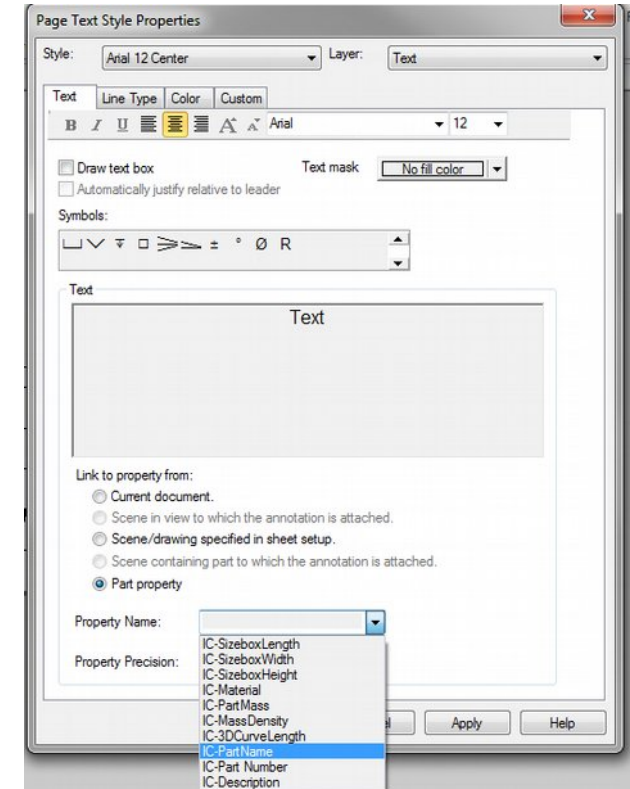 Page Text Style Properties
Style: Arial 12 Center Layer: Text
Text Line Type Color Custom
B I U A A Arial 12
Draw text box Text mask No fill color
Automatically justify relative to leader
Symbols:
± ° Ø R
Text
Text
Link to property from:
Current document.
Scene in view to which the annotation is attached.
Scene/drawing specified in sheet setup.
Scene containing part to which the annotation is attached.
Part property
Property Name:
IC-SizeboxLength
IC-SizeboxWidth
Property Precision:
IC-SizeboxHeight
IC-Material
IC-PartMass
IC-MassDensity
Apply Help
IC-3DCurveLength
IC-PartName
IC-Part Number
IC-Description